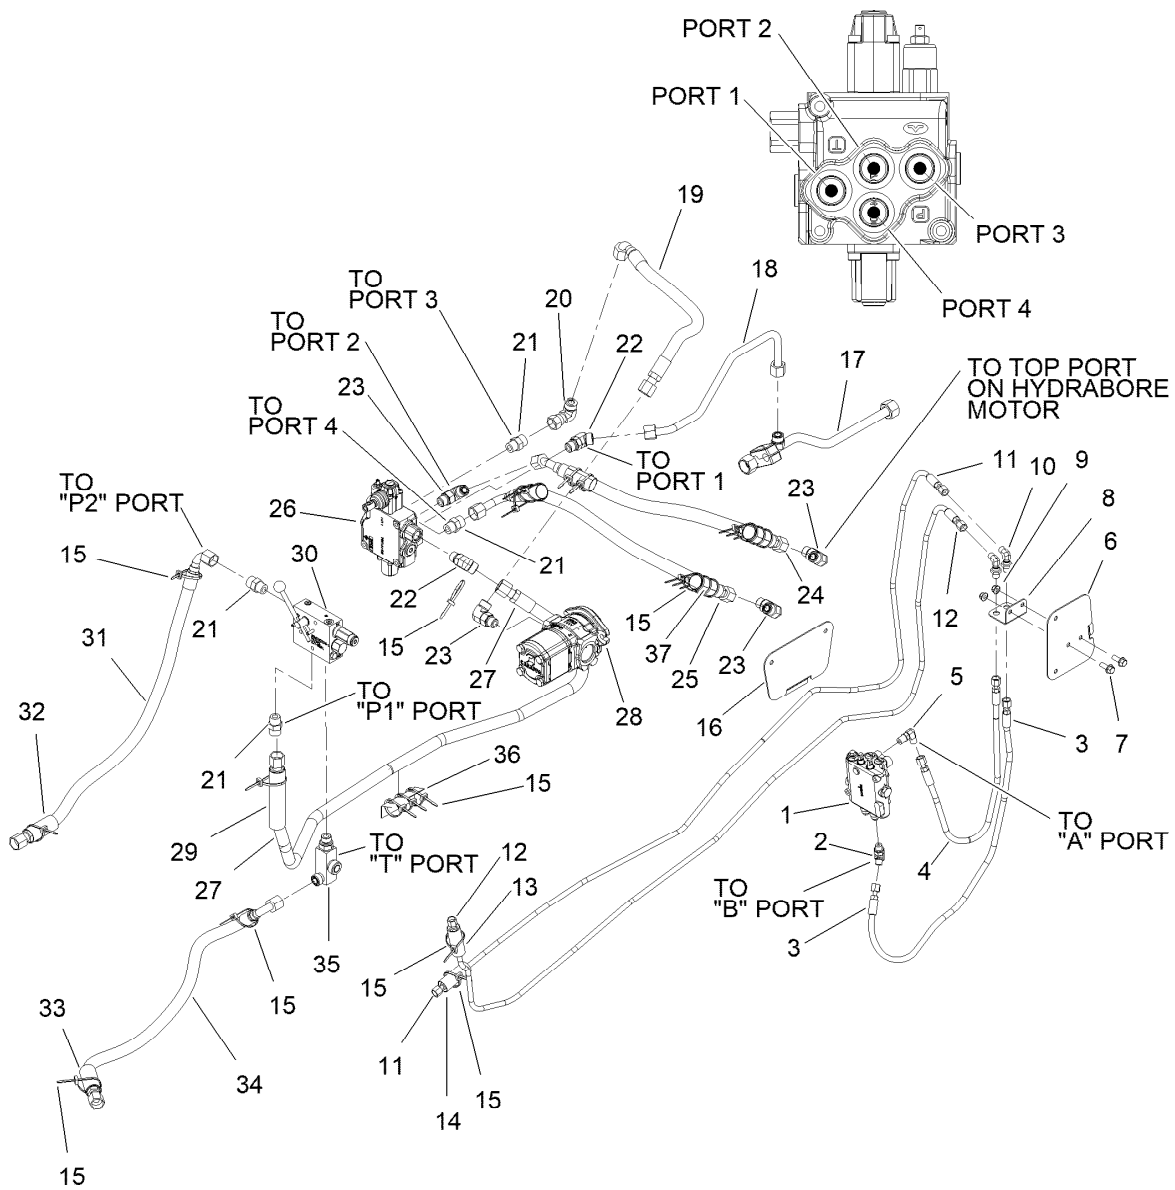 PORT 2
PORT 1
PORT 3
PORT 4
19
TO
PORT 3
18
20
TO
PORT 2
21
22
17
TO TOP PORT
ON HYDRABORE
MOTOR
23
TO
PORT 4
TO
PORT 1
11
10
9
8
6
TO
"P2" PORT
26
23
15
30
21
24
12
22
15
31
21
15
37
25
23
16
23
27
28
5
7
32
TO
"P1" PORT
3
21
36
15
1
TO
"A" PORT
29
TO
"T" PORT
2
4
27
12
13
TO
"B" PORT
3
35
15
15
33
11
34
14
15
15